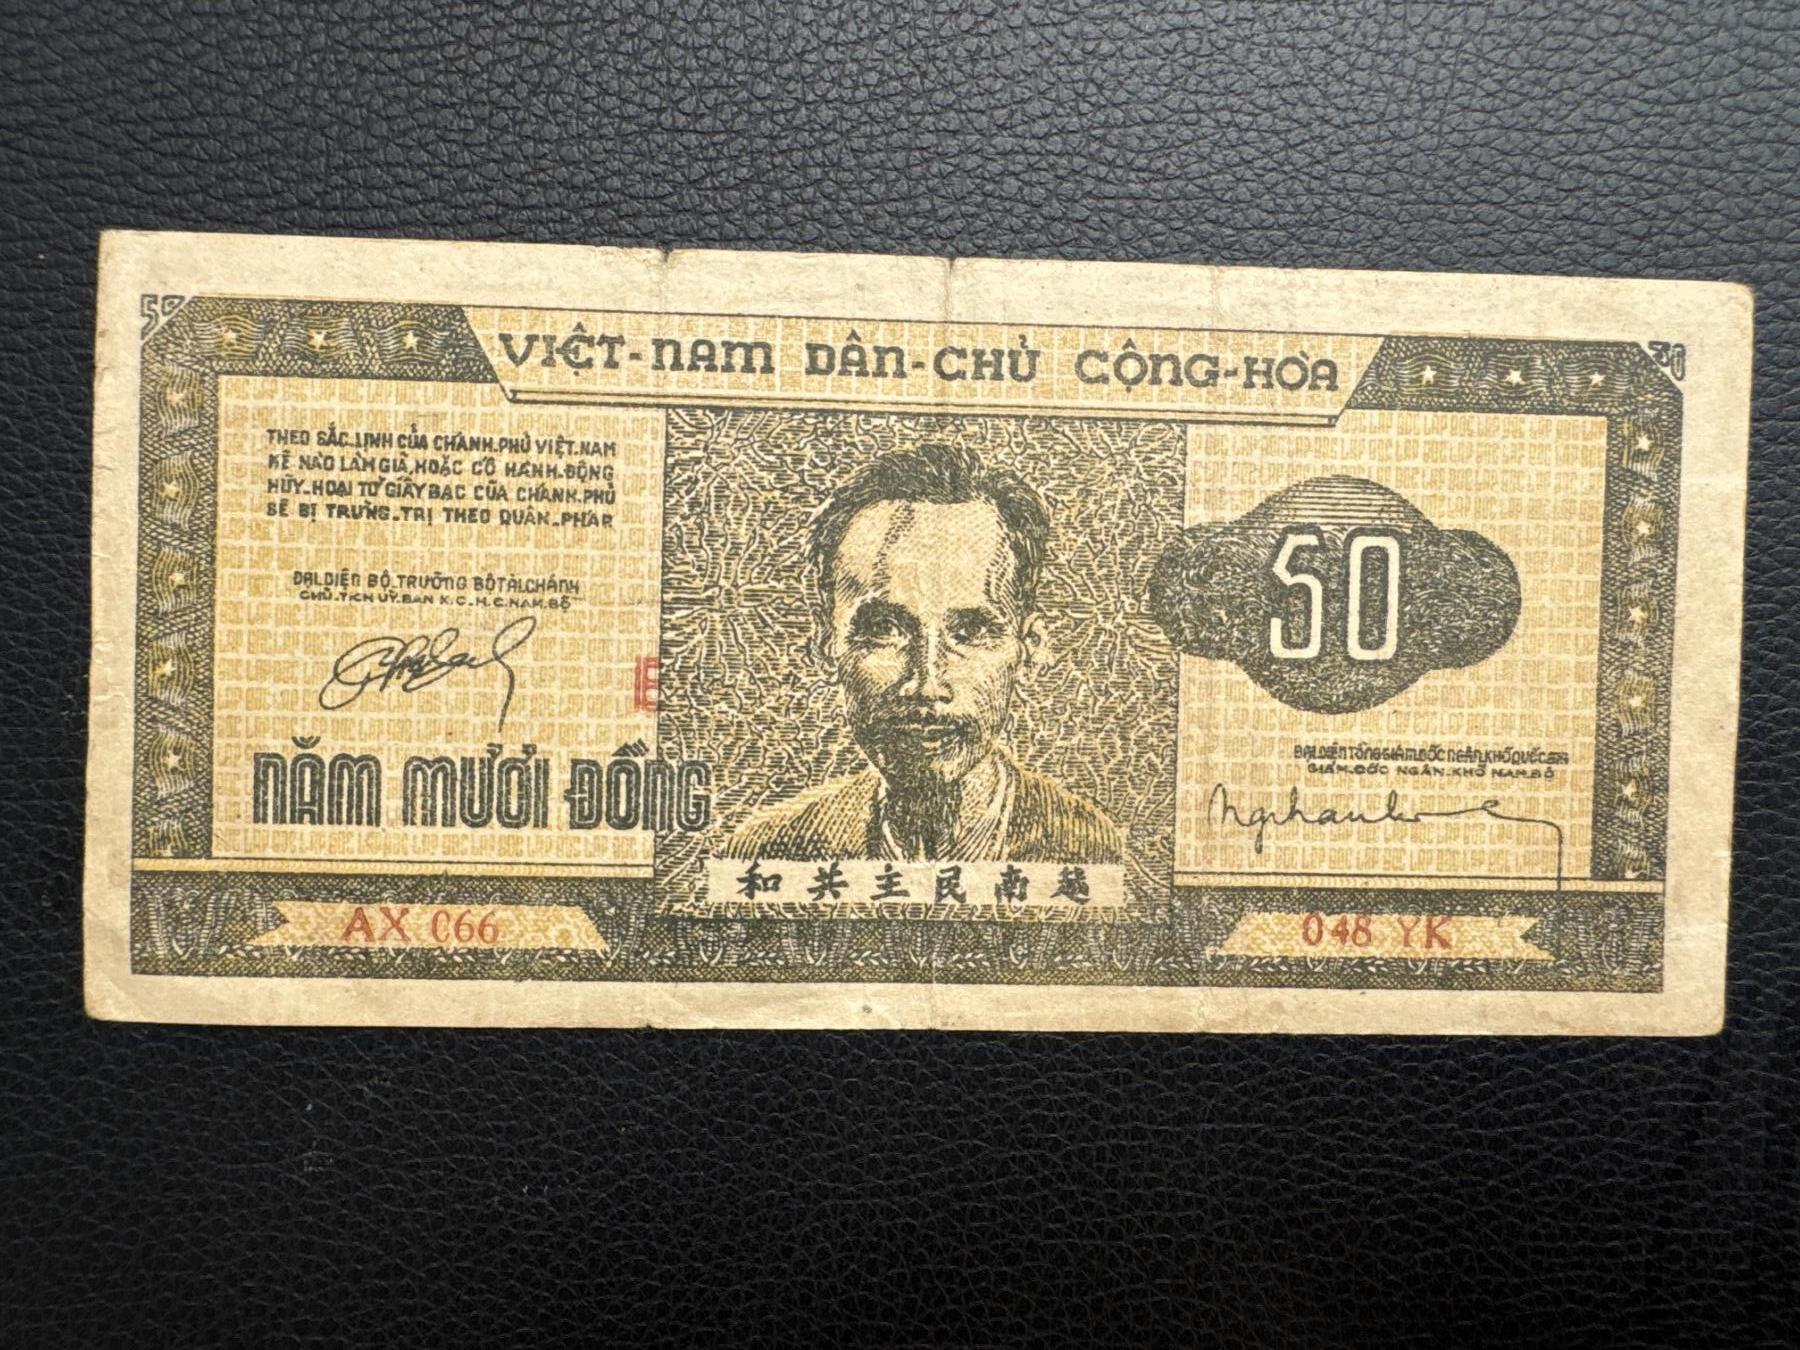 50
50
VIỆT-NAM DÂN-CHỦ CỘNG-HÒA
THEO SẮC.LINH CỦA CHÁNH.PHỦ VIỆT.NAM
KẺ NÀO LÀM GIẢ, HOẶC CÓ HÀNH.ĐỘNG
HỦY.HOẠI TỜ GIẤY BẠC CỦA CHÁNH.PHỦ
SẼ BỊ TRỪNG.TRỊ THEO QUÂN.PHÁP
ĐẠI.DIỆN BỘ.TRƯỞNG BỘ TÀI.CHÁNH
CHỦ.TỊCH ỦY.BAN K.C.H.C.NAM.BỘ
50
E
NĂM MƯƠI ĐỒNG
ĐẠI.DIỆN TỔNG GIÁM.ĐỐC NGÂN.KHỐ QUỐC.GIA
GIÁM.ĐỐC NGÂN.KHỐ NAM.BỘ
和共主民南越
AX 066
048 YK